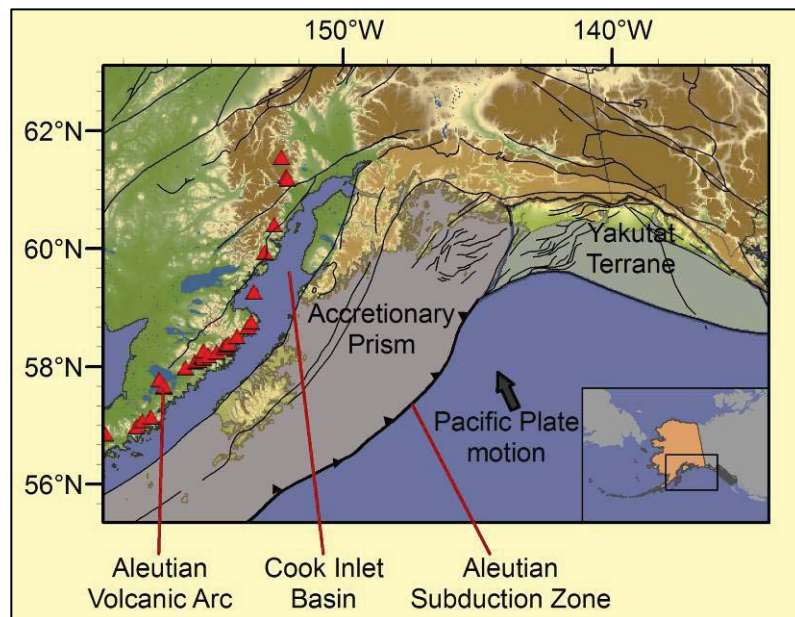 150°W
140°W
62°N
60°N
58°N
56°N
Yakutat
Terrane
Accretionary
Prism
Pacific Plate
motion
Aleutian
Volcanic Arc
Cook Inlet
Basin
Aleutian
Subduction Zone